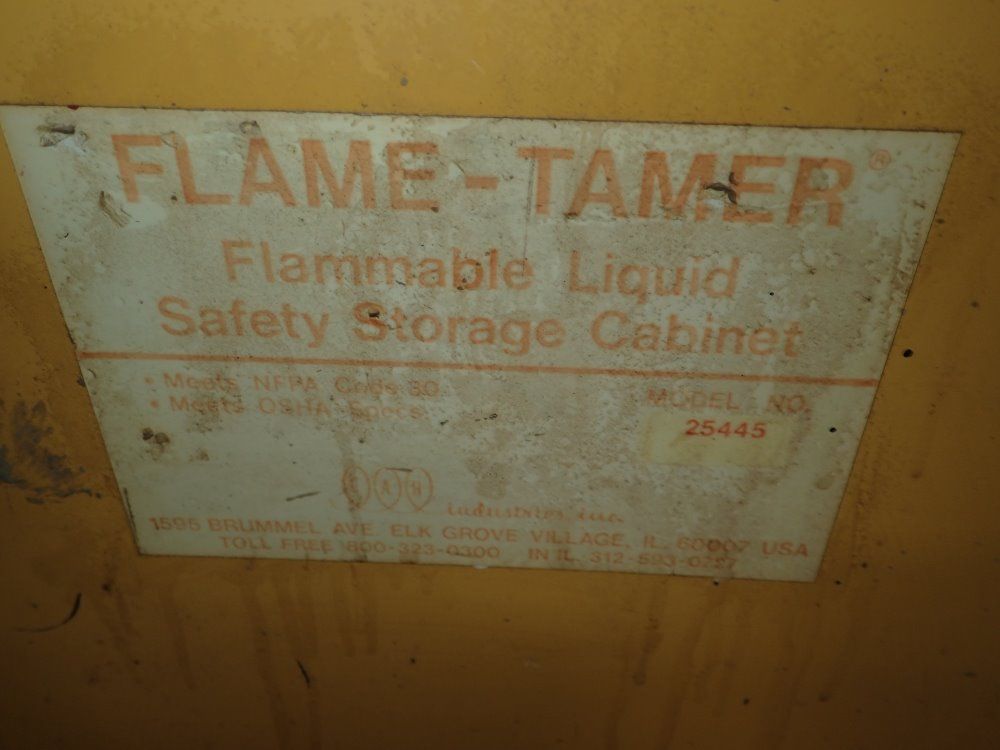 FLAME-TAMER®
Flammable Liquid
Safety Storage Cabinet
• Meets NFPA Code 30
• Meets OSHA Specs.
MODEL NO.
25445
A H
industries, inc.
1595 BRUMMEL AVE. ELK GROVE VILLAGE, IL 60007 USA
TOLL FREE 800-323-0300 IN IL. 312-593-0727